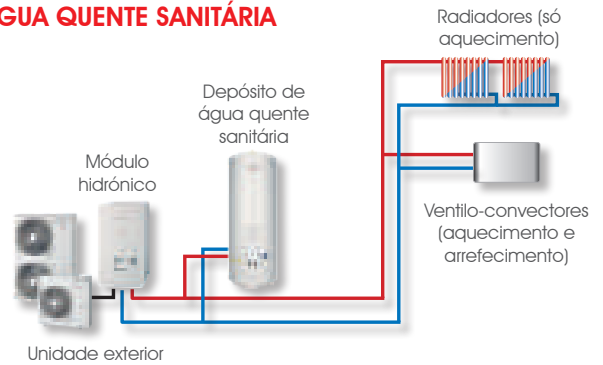 GUA QUENTE SANITÁRIA
Radiadores (só
aquecimento)
Depósito de
água quente
sanitária
Módulo
hidrónico
Ventilo-convectores
(aquecimento e
arrefecimento)
Unidade exterior